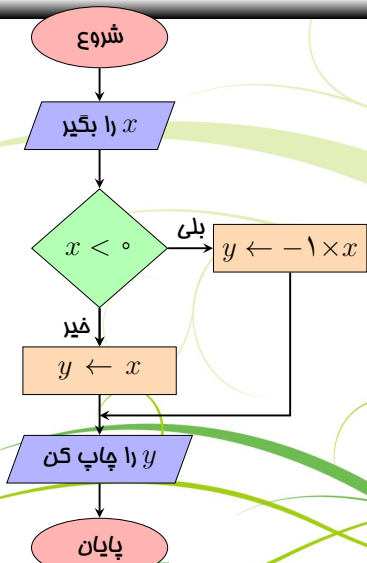 شروع
x را بگیر
x < ۰
بلی
y ← −۱×x
خیر
y ← x
y را چاپ کن
پایان